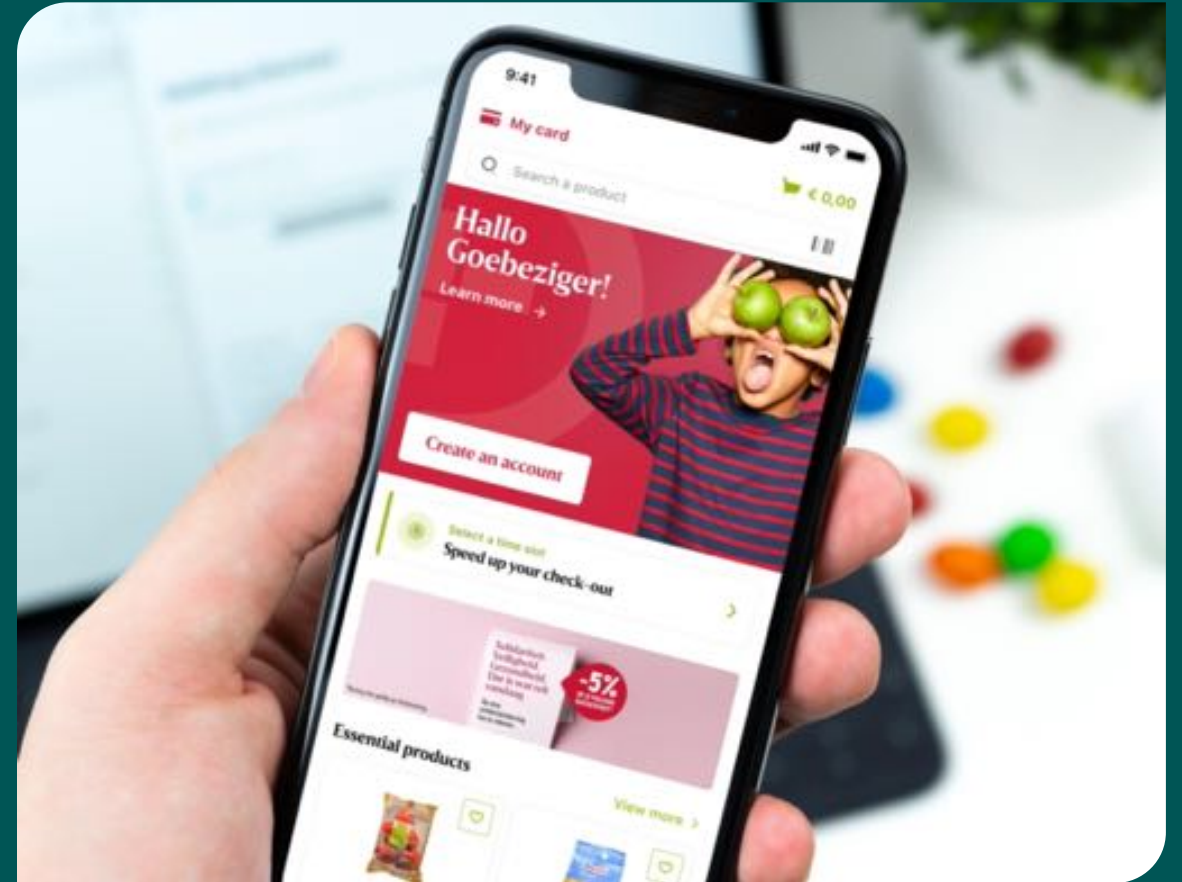 9:41
My card
Search a product
€ 0,00
Hallo
Goebeziger!
Learn more →
Create an account
Select a time slot
Speed up your check-out
-5%
Essential products
View more >